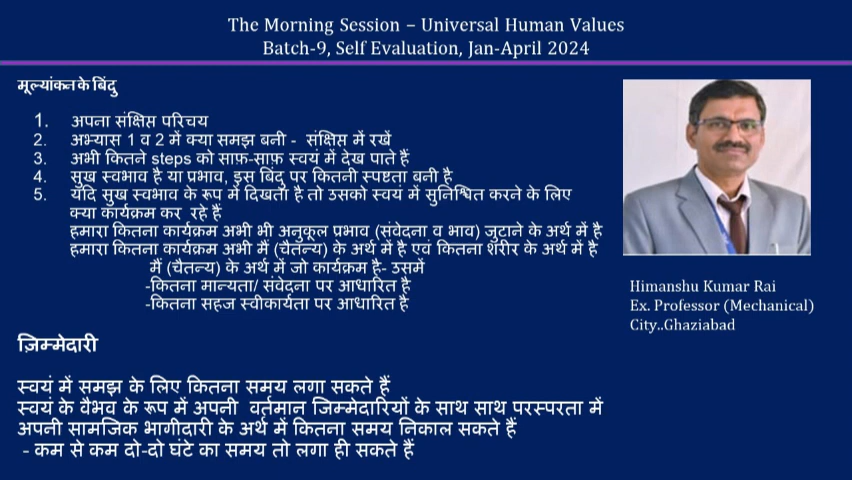 The Morning Session – Universal Human Values
Batch-9, Self Evaluation, Jan-April 2024
मूल्यांकन के बिंदु
1. अपना संक्षिप्त परिचय
2. अभ्यास 1 व 2 में क्या समझ बनी - संक्षिप्त में रखें
3. अभी कितने steps को साफ़-साफ़ स्वयं में देख पाते हैं
4. सुख स्वभाव है या प्रभाव, इस बिंदु पर कितनी स्पष्टता बनी है
5. यदि सुख स्वभाव के रूप में दिखता है तो उसको स्वयं में सुनिश्चित करने के लिए
क्या कार्यक्रम कर रहे हैं
हमारा कितना कार्यक्रम अभी भी अनुकूल प्रभाव (संवेदना व भाव) जुटाने के अर्थ में है
हमारा कितना कार्यक्रम अभी मैं (चैतन्य) के अर्थ में है एवं कितना शरीर के अर्थ में है
मैं (चैतन्य) के अर्थ में जो कार्यक्रम है- उसमें
-कितना मान्यता/ संवेदना पर आधारित है
-कितना सहज स्वीकार्यता पर आधारित है
Himanshu Kumar Rai
Ex. Professor (Mechanical)
City..Ghaziabad
ज़िम्मेदारी
स्वयं में समझ के लिए कितना समय लगा सकते हैं
स्वयं के वैभव के रूप में अपनी वर्तमान जिम्मेदारियों के साथ साथ परस्परता में
अपनी सामजिक भागीदारी के अर्थ में कितना समय निकाल सकते हैं
- कम से कम दो-दो घंटे का समय तो लगा ही सकते हैं